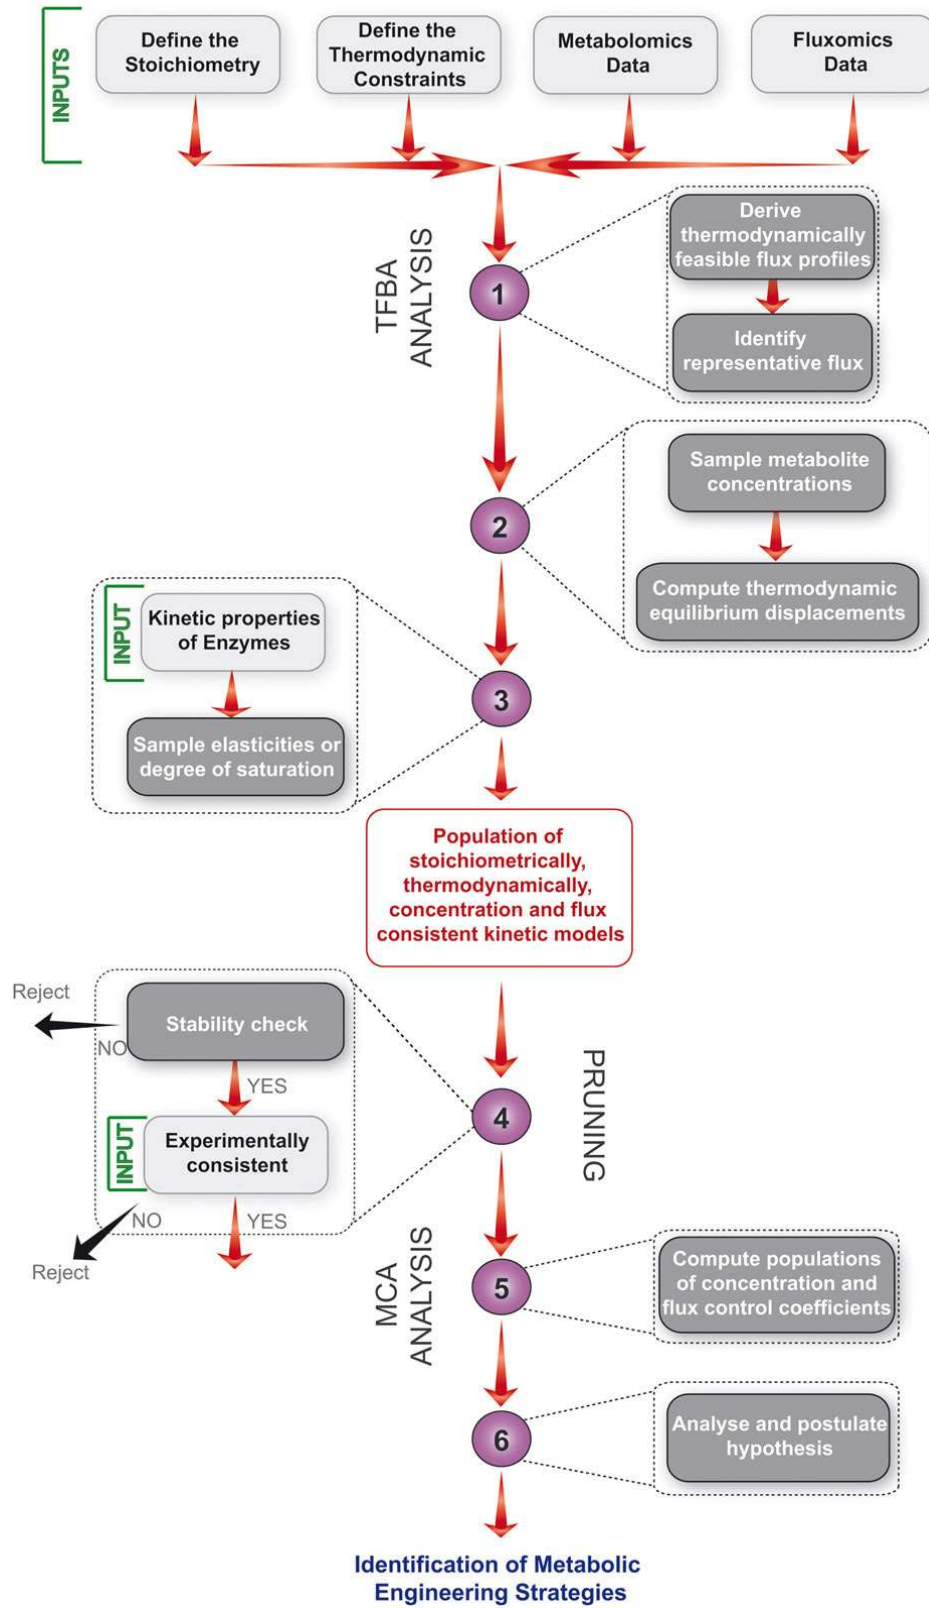 INPUTS
Define the
Stoichiometry
Define the
Thermodynamic
Constraints
Metabolomics
Data
Fluxomics
Data
TFBA
ANALYSIS
1
Derive
thermodynamically
feasible flux profiles
Identify
representative flux
2
Sample metabolite
concentrations
Compute thermodynamic
equilibrium displacements
INPUT
Kinetic properties
of Enzymes
Sample elasticities or
degree of saturation
3
Population of
stoichiometrically,
thermodynamically,
concentration and flux
consistent kinetic models
Reject
NO
Stability check
YES
INPUT
Experimentally
consistent
NO
YES
Reject
4
PRUNING
MCA
ANALYSIS
5
Compute populations
of concentration and
flux control coefficients
6
Analyse and postulate
hypothesis
Identification of Metabolic
Engineering Strategies